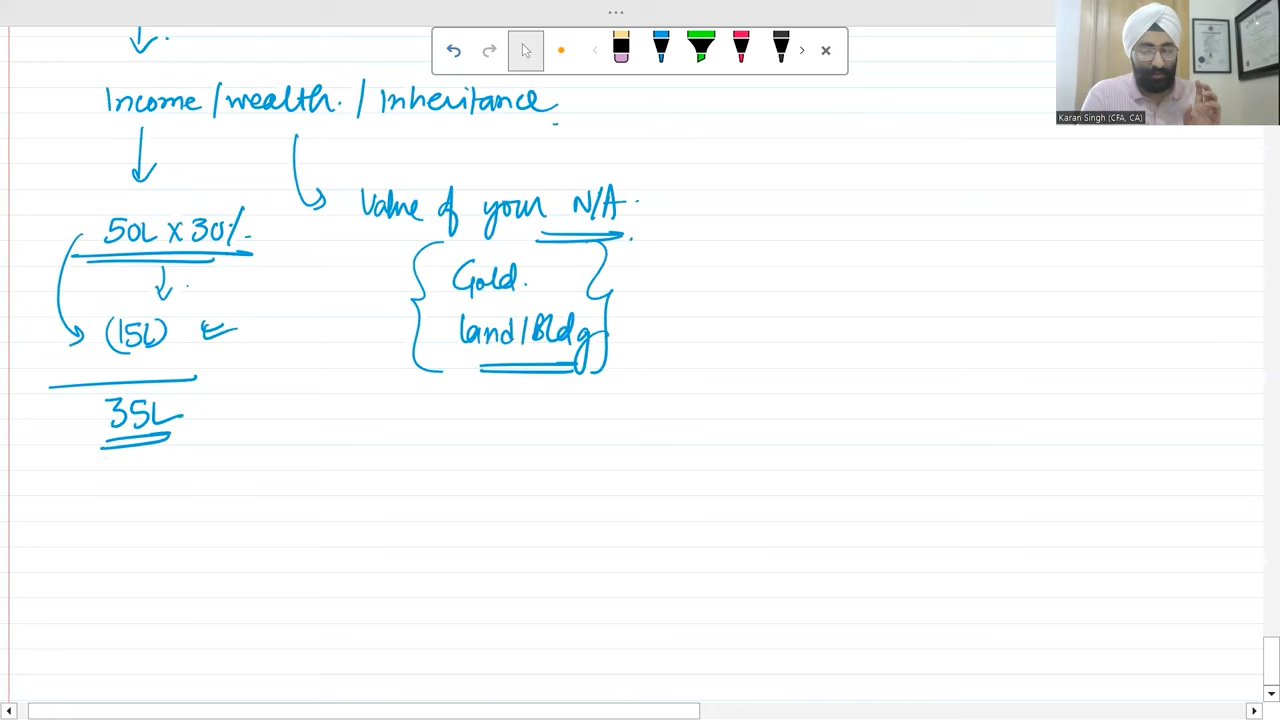 Income / wealth. / Inheritance
Value of your N/A.
50L x 30%.
Gold.
(15L)
land/Bldg
35L
Karan Singh (CFA, CA)